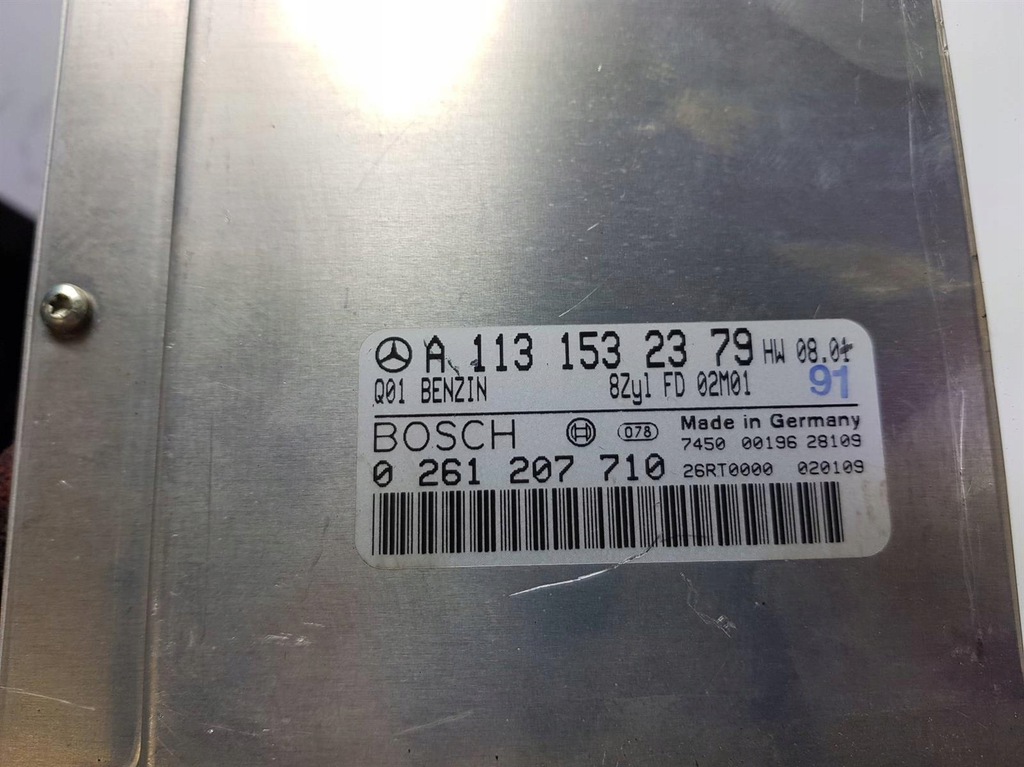 A 113 153 23 79 HW 08.01
Q01 BENZIN 8Zyl FD 02M01 91
BOSCH 078 Made in Germany
7450 00196 28109
0 261 207 710 26RT0000 020109